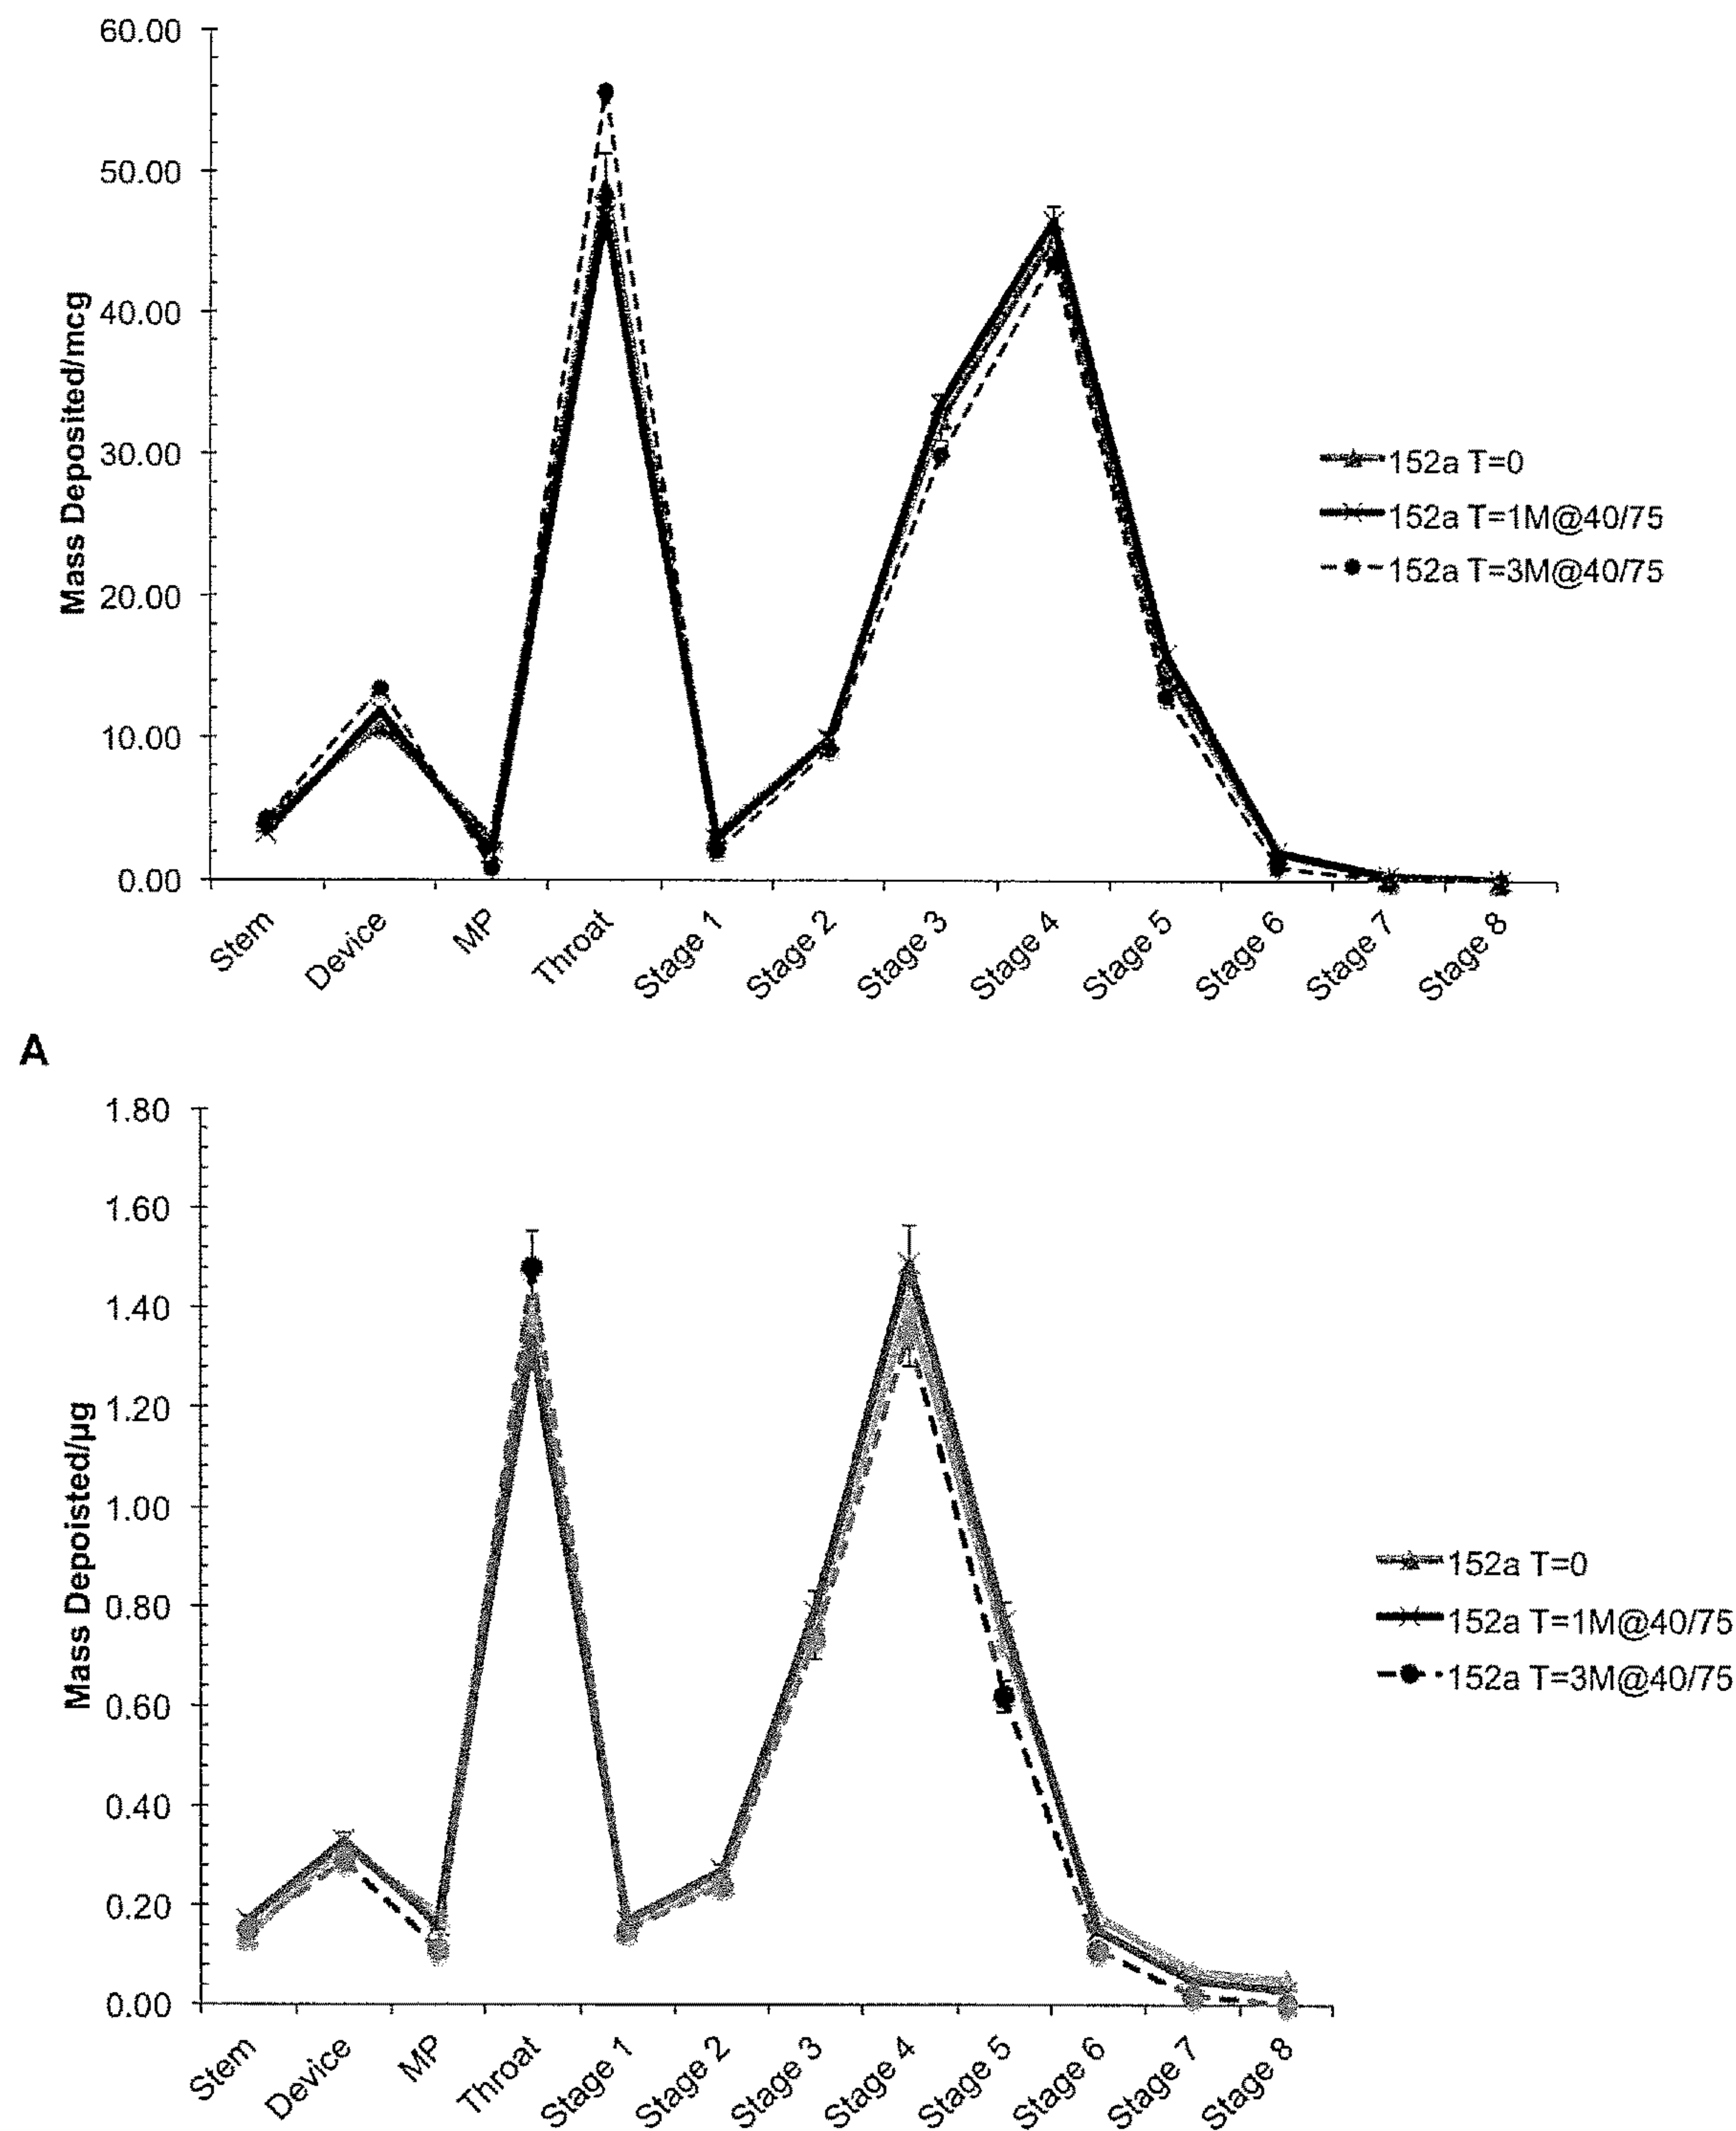 60.00
50.00
40.00
30.00
20.00
10.00
0.00
Mass Deposited/mcg
152a T=0
152a T=1M@40/75
152a T=3M@40/75
Stem
Device
MP
Throat
Stage 1
Stage 2
Stage 3
Stage 4
Stage 5
Stage 6
Stage 7
Stage 8
A
1.80
1.60
1.40
1.20
1.00
0.80
0.60
0.40
0.20
0.00
Mass Depoisted/µg
152a T=0
152a T=1M@40/75
152a T=3M@40/75
Stem
Device
MP
Throat
Stage 1
Stage 2
Stage 3
Stage 4
Stage 5
Stage 6
Stage 7
Stage 8